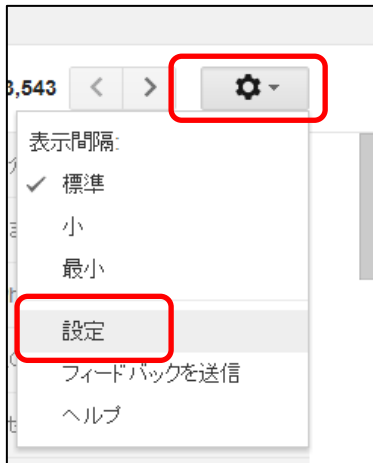 3,543
表示間隔:
標準
小
最小
設定
フィードバックを送信
ヘルプ